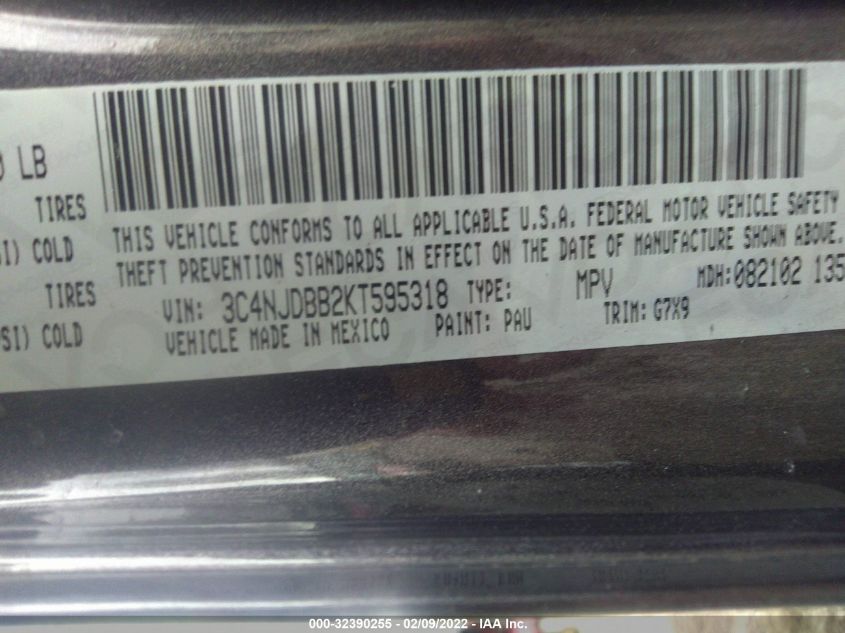 LB
TIRES
COLD
TIRES
COLD
THIS VEHICLE CONFORMS TO ALL APPLICABLE U.S.A. FEDERAL MOTOR VEHICLE SAFETY
THEFT PREVENTION STANDARDS IN EFFECT ON THE DATE OF MANUFACTURE SHOWN ABOVE.
VIN: 3C4NJDBB2KT595318 TYPE: MPV MDH:082102 135
VEHICLE MADE IN MEXICO PAINT: PAU TRIM: G7X9
000-32390255 - 02/09/2022 - IAA Inc.